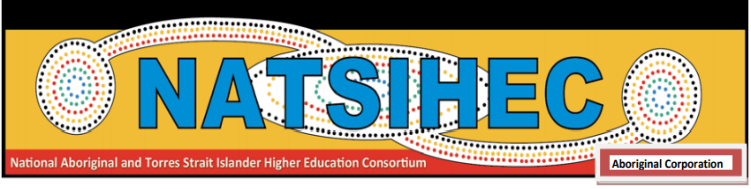 NATSIHEC
National Aboriginal and Torres Strait Islander Higher Education Consortium
Aboriginal Corporation